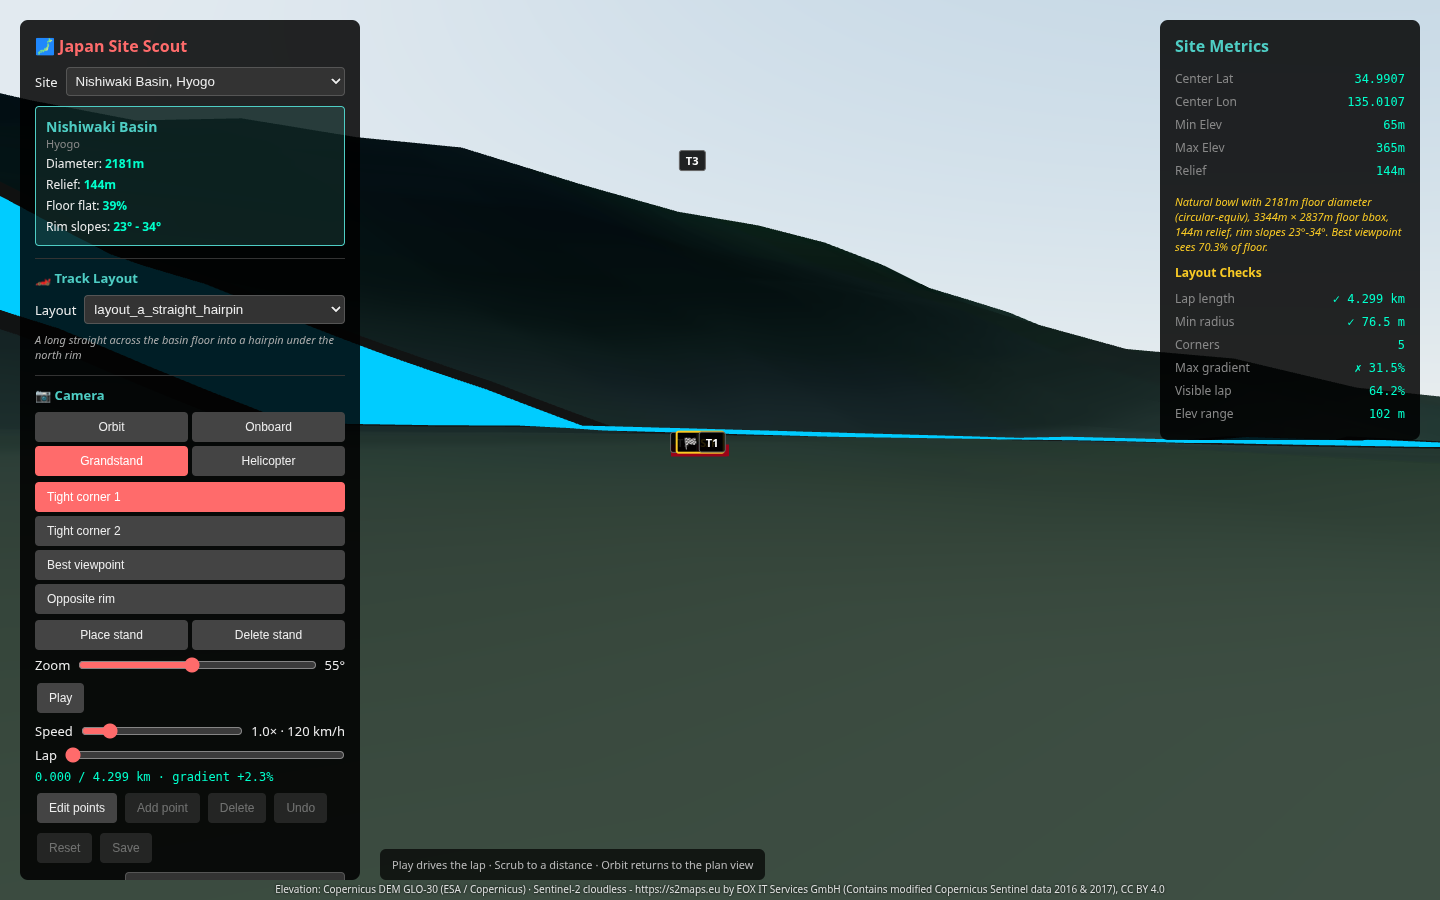 Japan Site Scout
Site
Nishiwaki Basin, Hyogo
Nishiwaki Basin
Hyogo
Diameter: 2181m
Relief: 144m
Floor flat: 39%
Rim slopes: 23° - 34°
Track Layout
Layout
layout_a_straight_hairpin
A long straight across the basin floor into a hairpin under the
north rim
Camera
Orbit
Onboard
Grandstand
Helicopter
Tight corner 1
Tight corner 2
Best viewpoint
Opposite rim
Place stand
Delete stand
Zoom
55°
Play
Speed
1.0× · 120 km/h
Lap
0.000 / 4.299 km · gradient +2.3%
Edit points
Add point
Delete
Undo
Reset
Save
T3
T1
Site Metrics
Center Lat 34.9907
Center Lon 135.0107
Min Elev 65m
Max Elev 365m
Relief 144m
Natural bowl with 2181m floor diameter
(circular-equiv), 3344m × 2837m floor bbox,
144m relief, rim slopes 23°-34°. Best viewpoint
sees 70.3% of floor.
Layout Checks
Lap length ✓ 4.299 km
Min radius ✓ 76.5 m
Corners 5
Max gradient ✗ 31.5%
Visible lap 64.2%
Elev range 102 m
Play drives the lap · Scrub to a distance · Orbit returns to the plan view
Elevation: Copernicus DEM GLO-30 (ESA / Copernicus) · Sentinel-2 cloudless - https://s2maps.eu by EOX IT Services GmbH (Contains modified Copernicus Sentinel data 2016 & 2017), CC BY 4.0